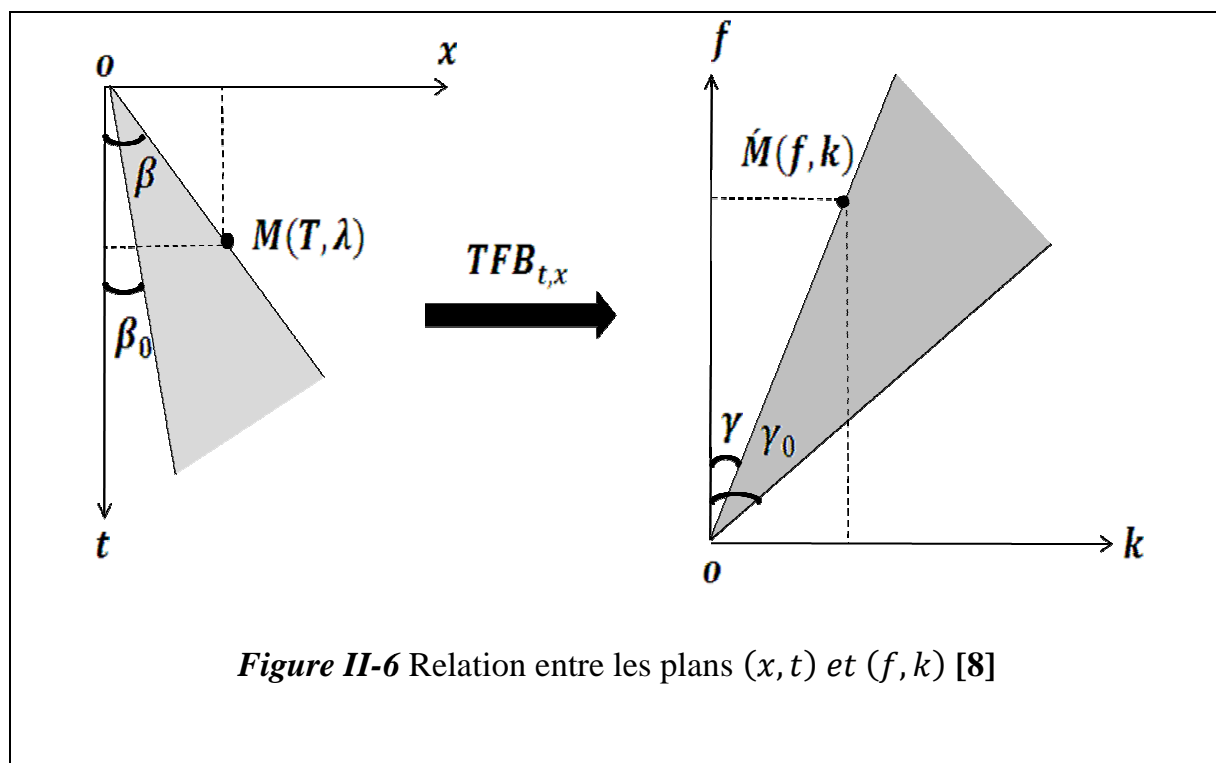 o
x
β
M(T, λ)
β₀
t
TFBₜ,ₓ
f
Ḿ(f, k)
γ
γ₀
o
k
Figure II-6 Relation entre les plans (x, t) et (f, k) [8]